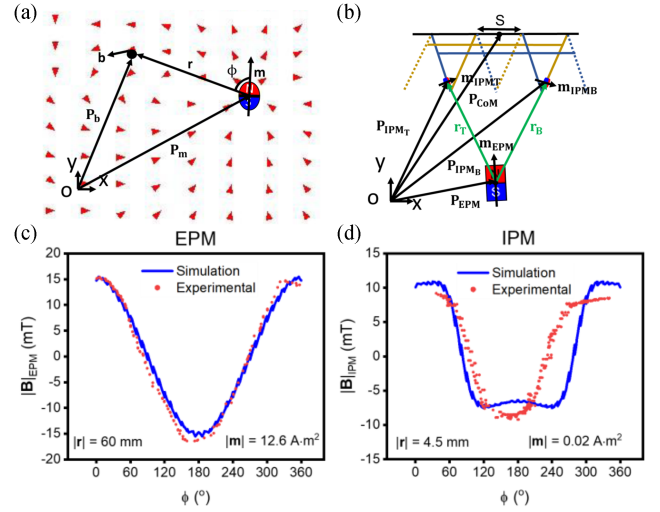 (a)
b
r
ϕ
m
P_b
P_m
y
O
x
(b)
S
m_IPMT
m_IPMB
P_CoM
P_IPM_T
r_T
r_B
m_EPM
P_IPM_B
y
O
x
S
P_EPM
(c)
EPM
Simulation
Experimental
|B|_EPM (mT)
20
15
10
5
0
-5
-10
-15
-20
|r| = 60 mm
|m| = 12.6 A·m²
0 60 120 180 240 300 360
ϕ (°)
(d)
IPM
Simulation
Experimental
|B|_IPM (mT)
15
10
5
0
-5
-10
-15
|r| = 4.5 mm
|m| = 0.02 A·m²
0 60 120 180 240 300 360
ϕ (°)